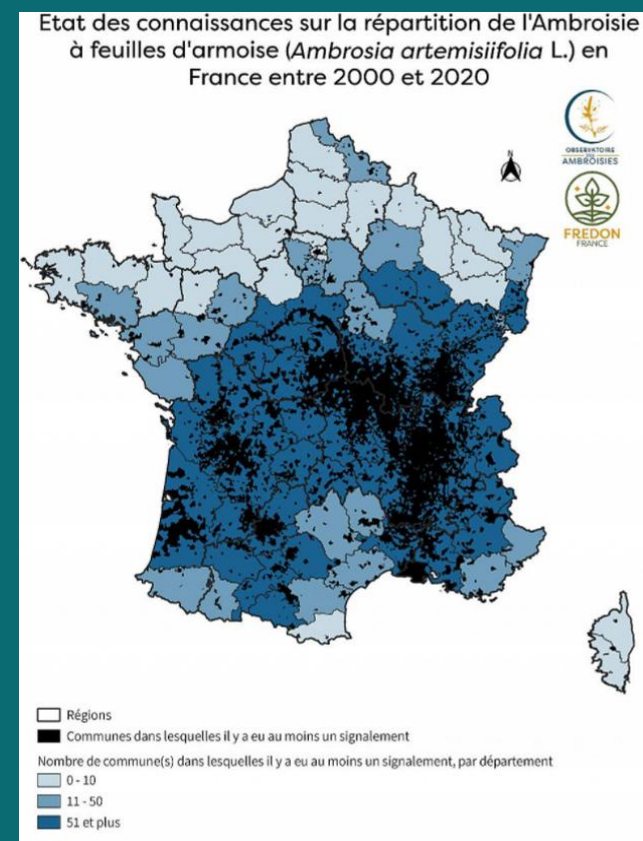 Etat des connaissances sur la répartition de l'Ambroisie
à feuilles d'armoise (Ambrosia artemisiifolia L.) en
France entre 2000 et 2020
OBSERVATOIRE
AMBROISIES
N
FREDON
FRANCE
Régions
Communes dans lesquelles il y a eu au moins un signalement
Nombre de commune(s) dans lesquelles il y a eu au moins un signalement, par département
0 - 10
11 - 50
51 et plus